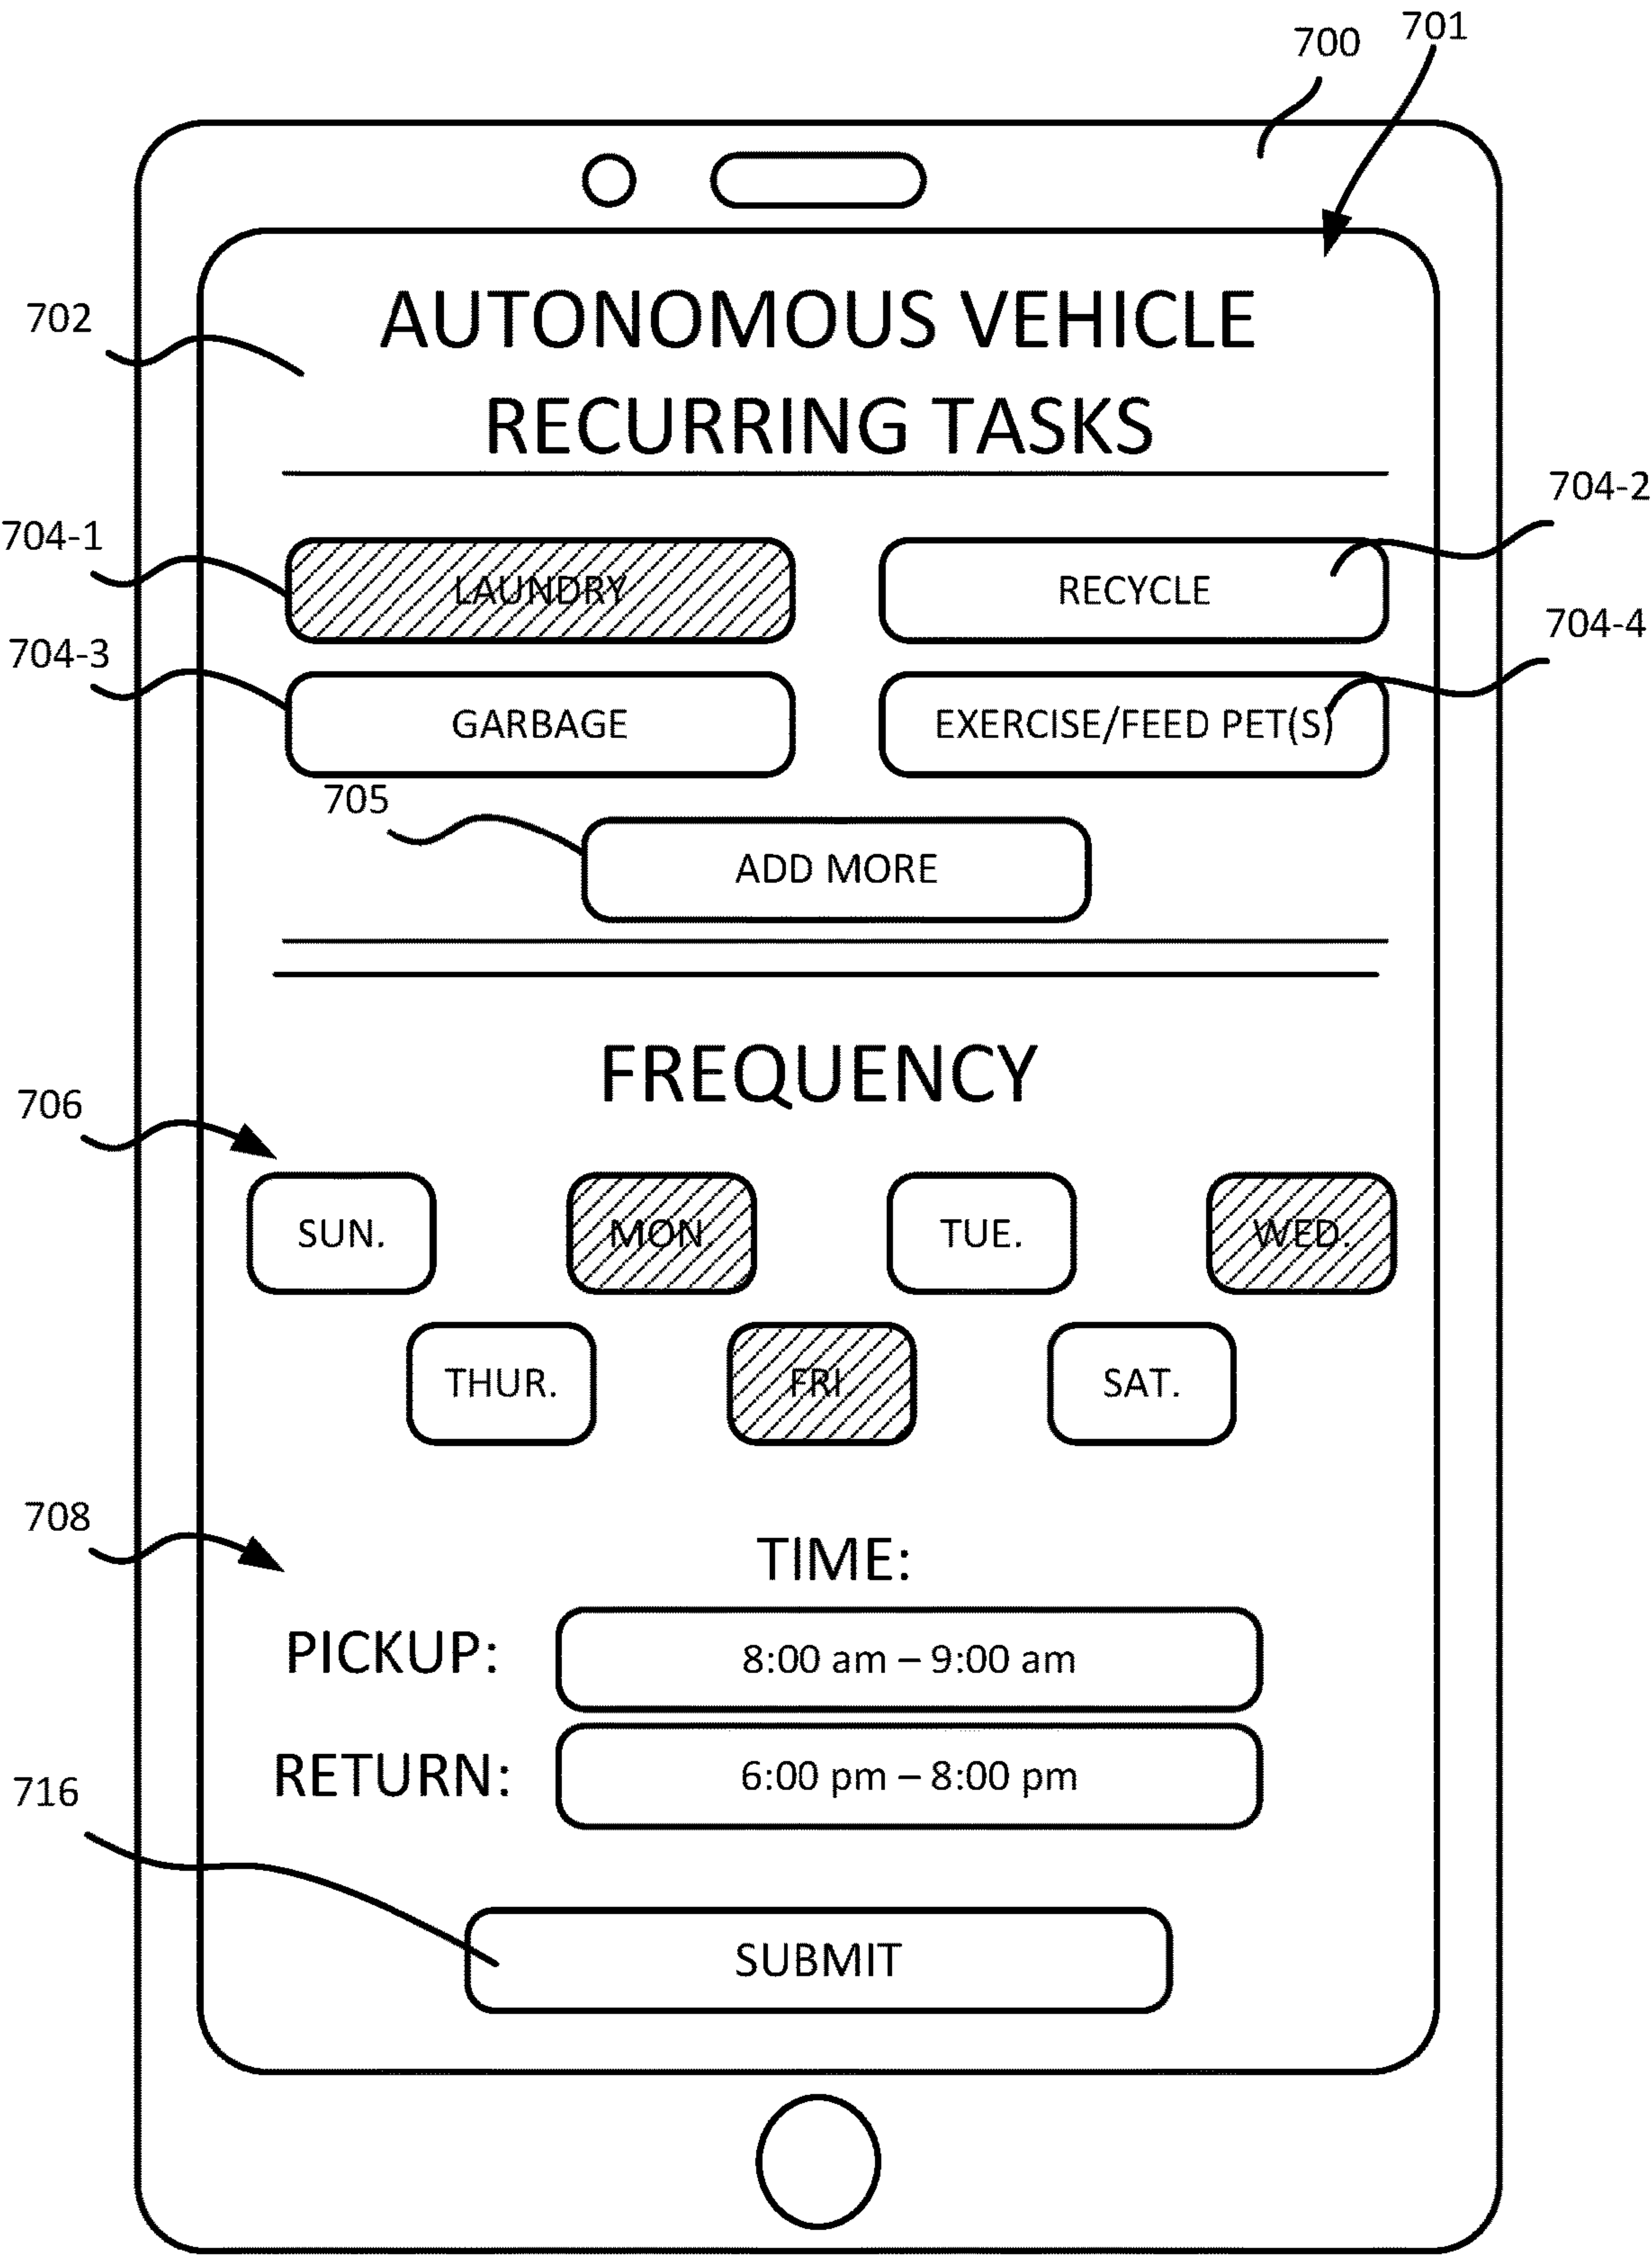 700
701
702
AUTONOMOUS VEHICLE
RECURRING TASKS
704-1
LAUNDRY
RECYCLE
704-2
704-3
GARBAGE
EXERCISE/FEED PET(S)
704-4
705
ADD MORE
FREQUENCY
706
SUN.
MON.
TUE.
WED.
THUR.
FRI
SAT.
708
TIME:
PICKUP:
8:00 am – 9:00 am
RETURN:
6:00 pm – 8:00 pm
716
SUBMIT